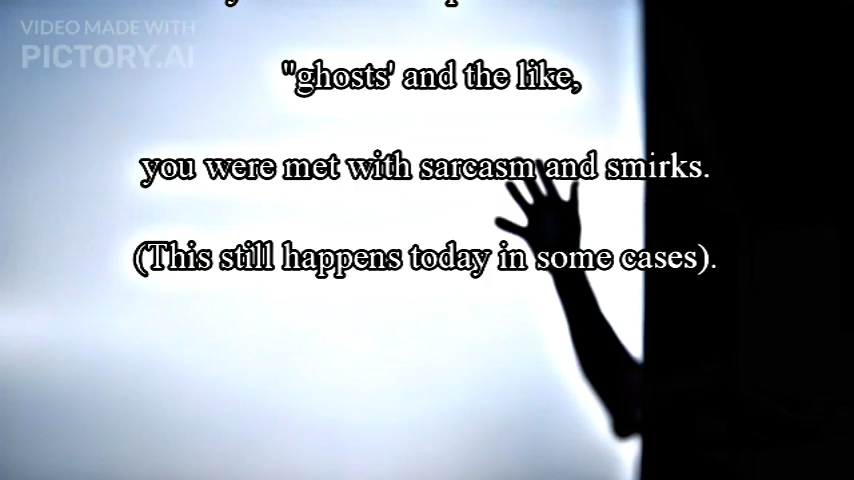 VIDEO MADE WITH
PICTORY.AI
"ghosts' and the like,
you were met with sarcasm and smirks.
(This still happens today in some cases).